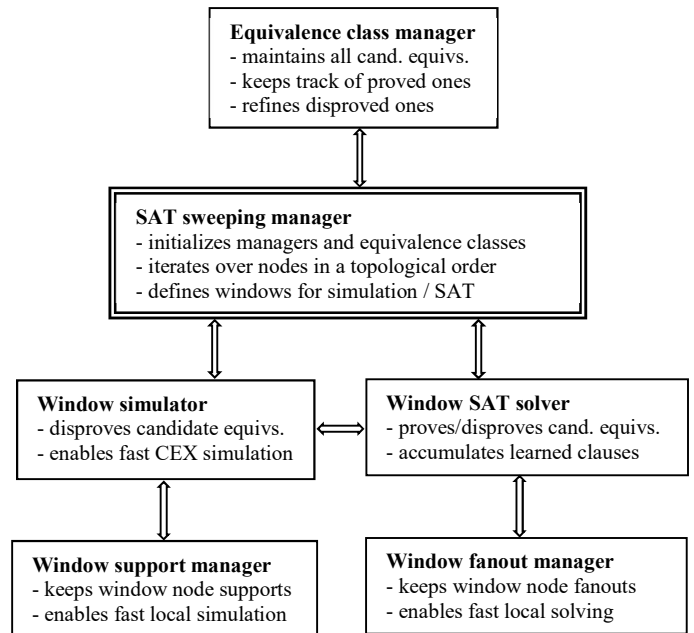 Equivalence class manager
- maintains all cand. equivs.
- keeps track of proved ones
- refines disproved ones
SAT sweeping manager
- initializes managers and equivalence classes
- iterates over nodes in a topological order
- defines windows for simulation / SAT
Window simulator
- disproves candidate equivs.
- enables fast CEX simulation
Window SAT solver
- proves/disproves cand. equivs.
- accumulates learned clauses
Window support manager
- keeps window node supports
- enables fast local simulation
Window fanout manager
- keeps window node fanouts
- enables fast local solving